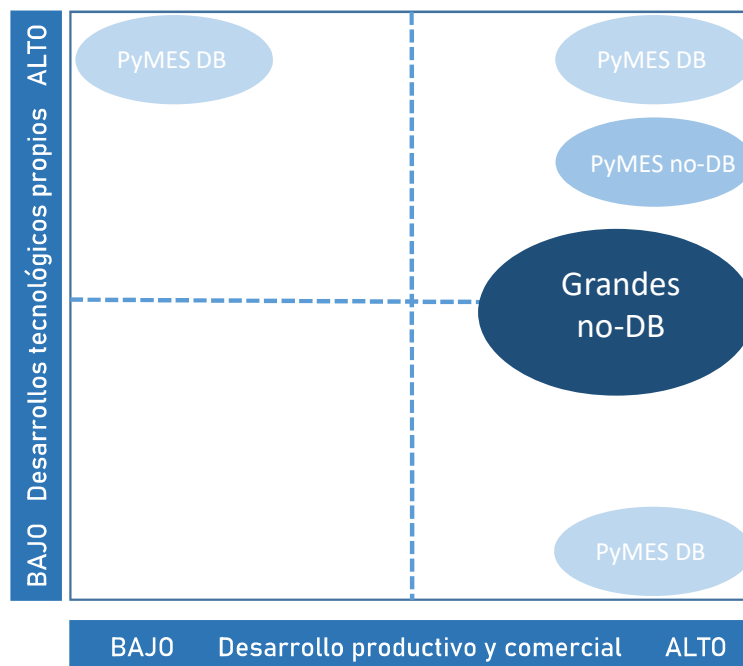 PyMES DB
PyMES DB
PyMES no-DB
Grandes
no-DB
PyMES DB
BAJO Desarrollos tecnológicos propios ALTO
BAJO Desarrollo productivo y comercial ALTO